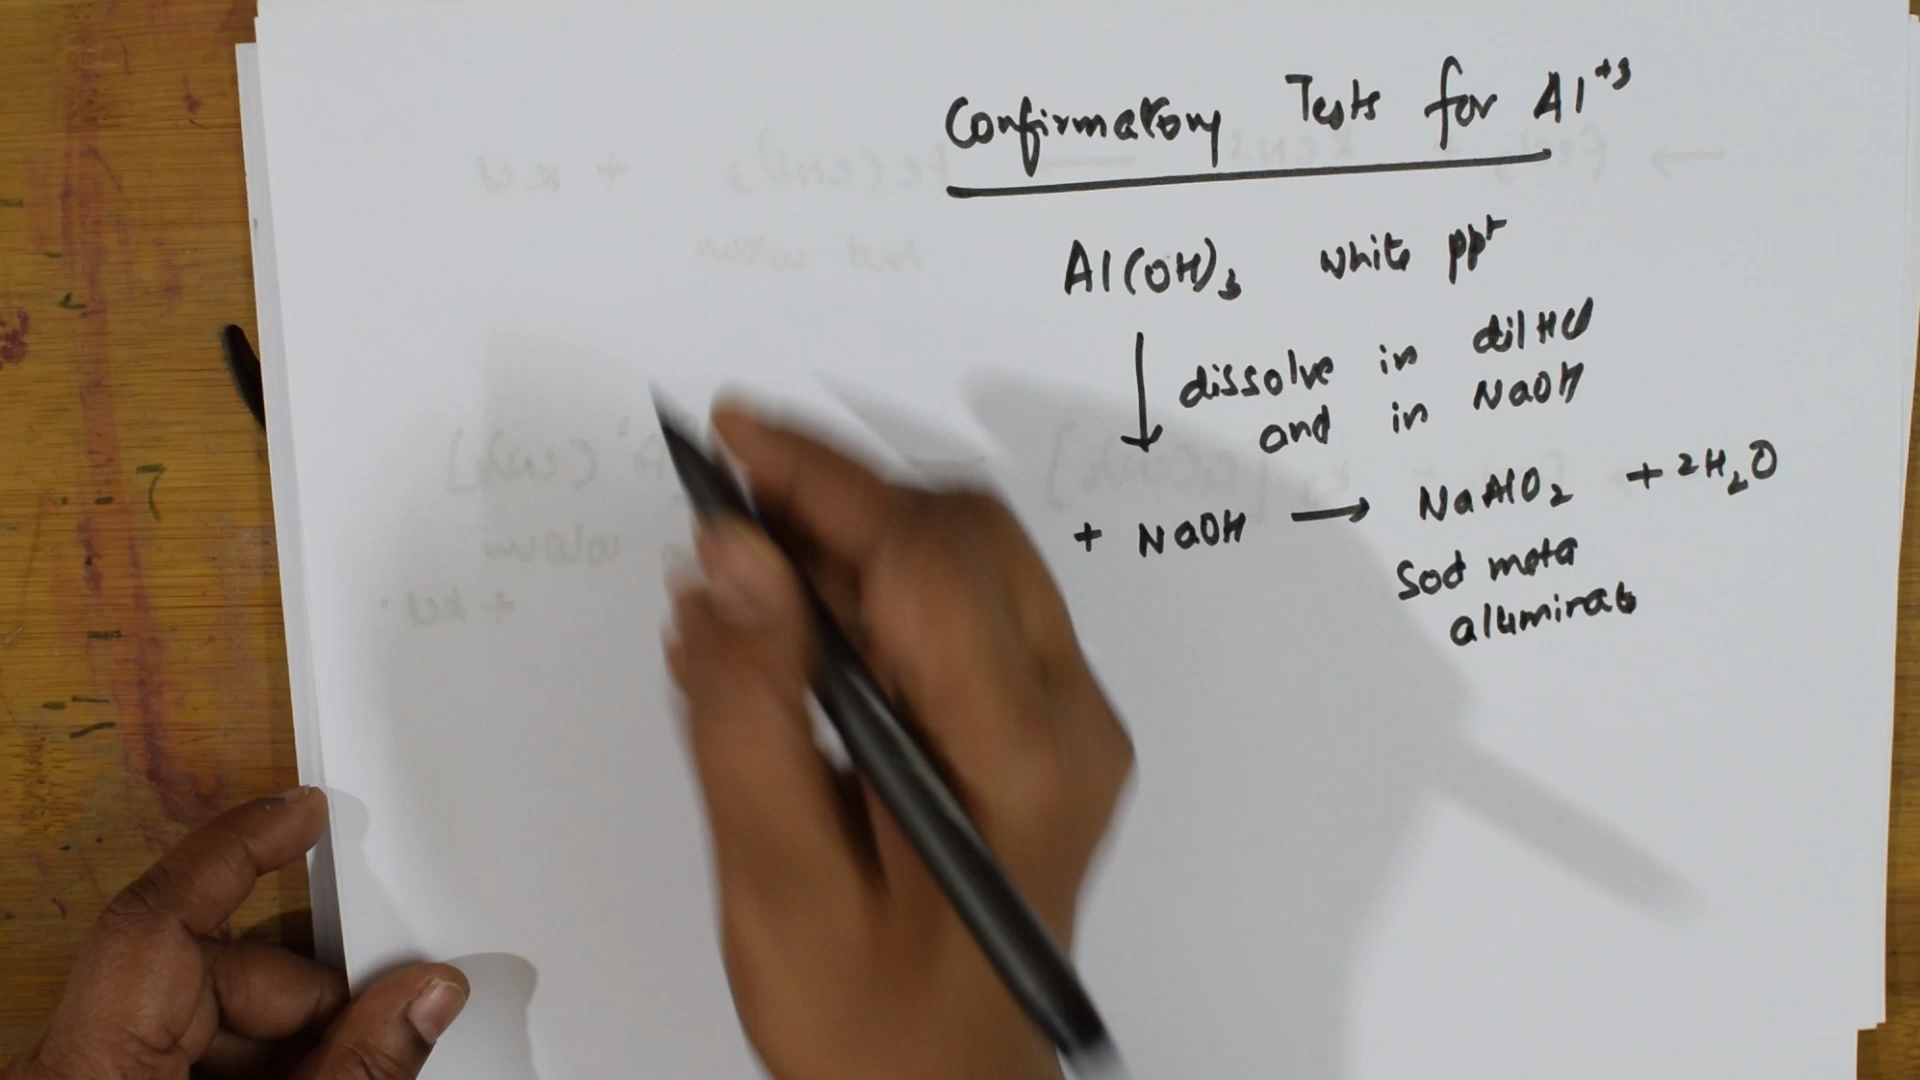 Confirmatory Tests for Al⁺³
Al(OH)₃ white ppt
↓ dissolve in dil HCl
and in NaOH
+ NaOH → NaAlO₂ + 2H₂O
Sod meta
aluminate